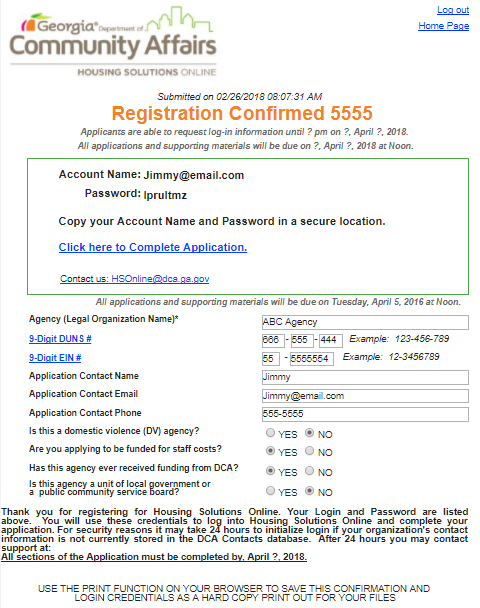 Log out
Home Page
Georgia® Department of
Community Affairs
HOUSING SOLUTIONS ONLINE
Submitted on 02/26/2018 08:07:31 AM
Registration Confirmed 5555
Applicants are able to request log-in information until ? pm on ?, April ?, 2018.
All applications and supporting materials will be due on ?, April ?, 2018 at Noon.
Account Name: Jimmy@email.com
Password: lprultmz
Copy your Account Name and Password in a secure location.
Click here to Complete Application.
Contact us: HSOnline@dca.ga.gov
All applications and supporting materials will be due on Tuesday, April 5, 2016 at Noon.
Agency (Legal Organization Name)* ABC Agency
9-Digit DUNS # 666 - 555 - 444 Example: 123-456-789
9-Digit EIN # 55 - 5555554 Example: 12-3456789
Application Contact Name Jimmy
Application Contact Email Jimmy@email.com
Application Contact Phone 555-5555
Is this a domestic violence (DV) agency? YES NO
Are you applying to be funded for staff costs? YES NO
Has this agency ever received funding from DCA? YES NO
Is this agency a unit of local government or
a public community service board? YES NO
Thank you for registering for Housing Solutions Online. Your Login and Password are listed
above. You will use these credentials to log into Housing Solutions Online and complete your
application. For security reasons it may take 24 hours to initialize login if your organization's contact
information is not currently stored in the DCA Contacts database. After 24 hours you may contact
support at:
All sections of the Application must be completed by, April ?, 2018.
USE THE PRINT FUNCTION ON YOUR BROWSER TO SAVE THIS CONFIRMATION AND
LOGIN CREDENTIALS AS A HARD COPY PRINT OUT FOR YOUR FILES